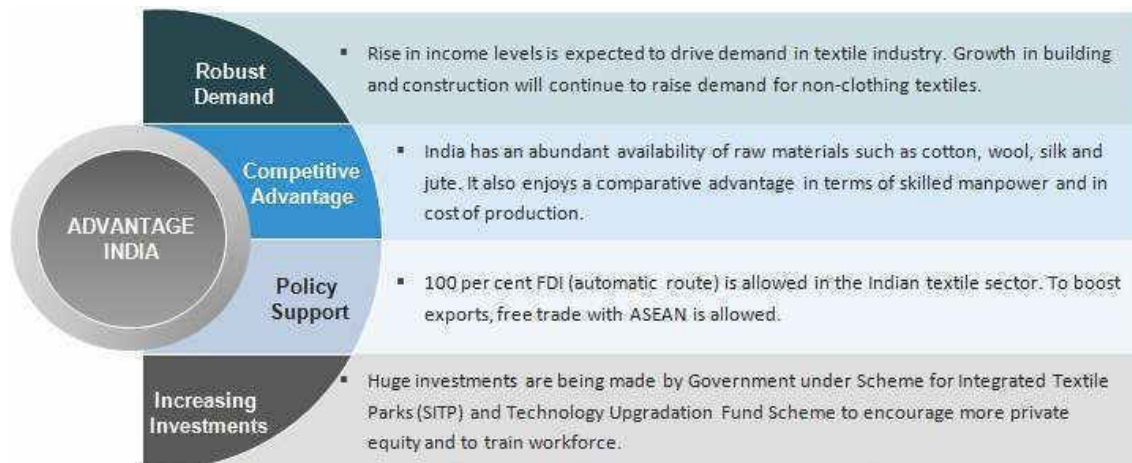 ADVANTAGE
INDIA
Robust
Demand
▪ Rise in income levels is expected to drive demand in textile industry. Growth in building
and construction will continue to raise demand for non-clothing textiles.
Competitive
Advantage
▪ India has an abundant availability of raw materials such as cotton, wool, silk and
jute. It also enjoys a comparative advantage in terms of skilled manpower and in
cost of production.
Policy
Support
▪ 100 per cent FDI (automatic route) is allowed in the Indian textile sector. To boost
exports, free trade with ASEAN is allowed.
Increasing
Investments
▪ Huge investments are being made by Government under Scheme for Integrated Textile
Parks (SITP) and Technology Upgradation Fund Scheme to encourage more private
equity and to train workforce.